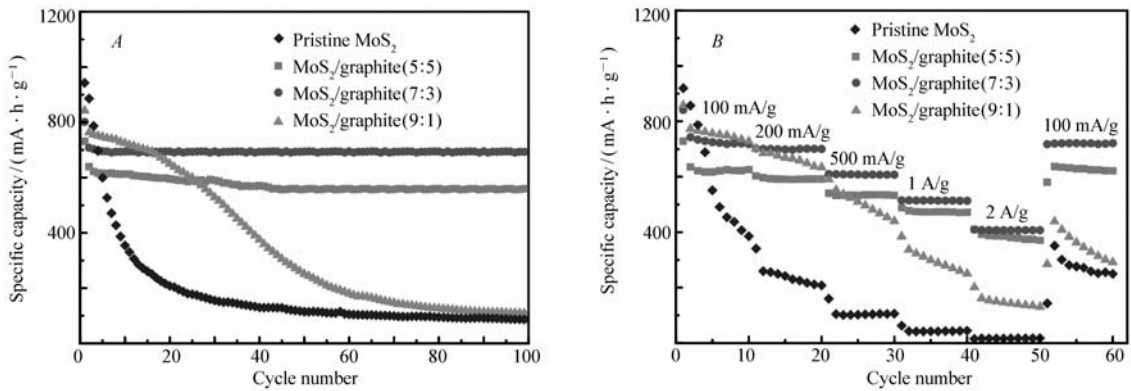 A
Pristine MoS₂
MoS₂/graphite(5:5)
MoS₂/graphite(7:3)
MoS₂/graphite(9:1)
1200
800
400
0
20
40
60
80
100
Specific capacity/(mA·h·g⁻¹)
Cycle number
B
Pristine MoS₂
MoS₂/graphite(5:5)
MoS₂/graphite(7:3)
MoS₂/graphite(9:1)
100 mA/g
200 mA/g
500 mA/g
1 A/g
2 A/g
100 mA/g
1200
800
400
0
0
10
20
30
40
50
60
Specific capacity/(mA·h·g⁻¹)
Cycle number